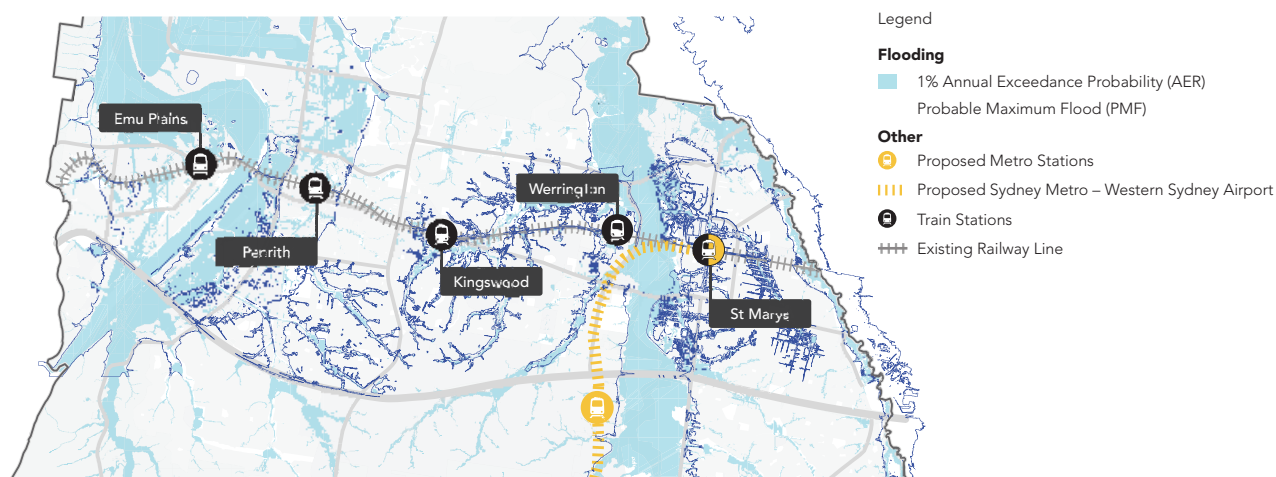 Legend
Flooding
1% Annual Exceedance Probability (AER)
Probable Maximum Flood (PMF)
Other
Proposed Metro Stations
Proposed Sydney Metro – Western Sydney Airport
Train Stations
Existing Railway Line
Emu Plains
Penrith
Kingswood
Werrington
St Marys